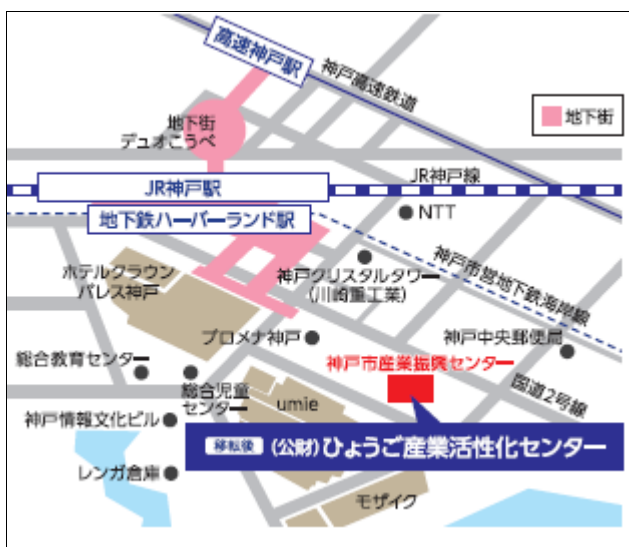 高速神戸駅
神戸高速鉄道
地下街
地下街
デュオこうべ
JR神戸駅
JR神戸線
地下鉄ハーバーランド駅
NTT
神戸市営地下鉄海岸線
ホテルクラウン
パレス神戸
神戸クリスタルタワー
(川崎重工業)
プロメナ神戸
神戸中央郵便局
総合教育センター
神戸市産業振興センター
総合児童
センター
umie
国道2号線
神戸情報文化ビル
移転後 (公財)ひょうご産業活性化センター
レンガ倉庫
モザイク